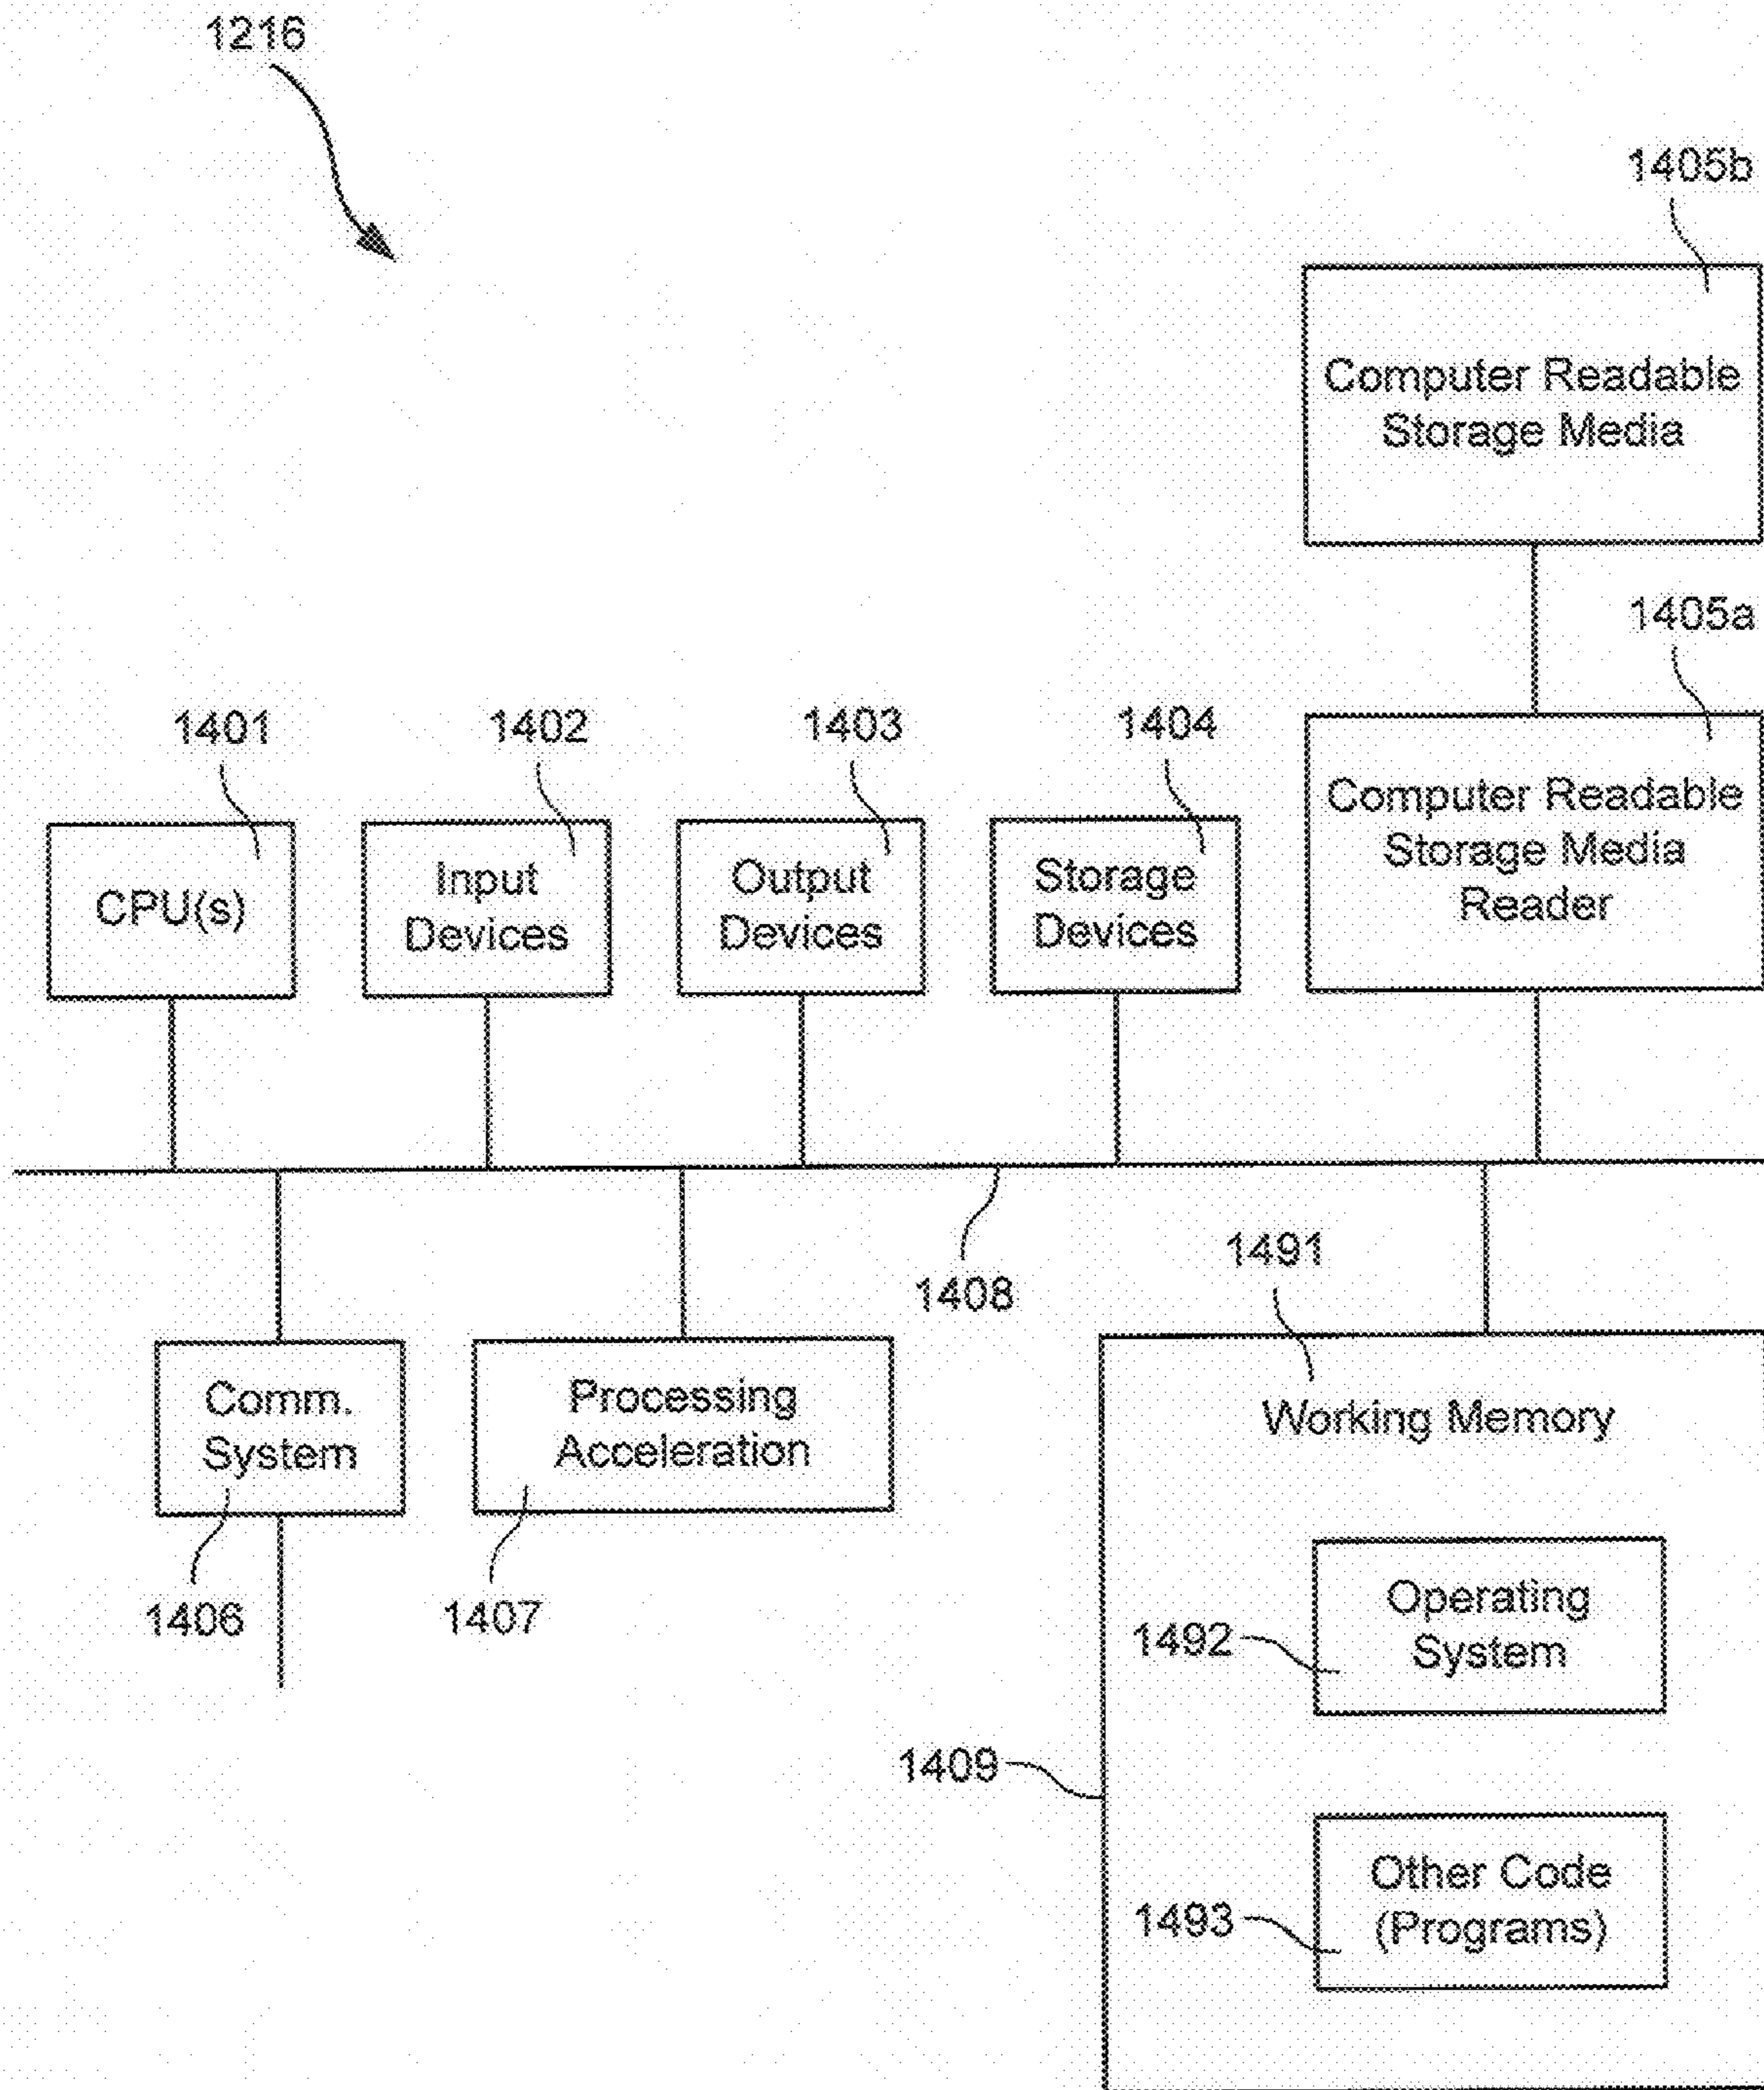 1216
1405b
Computer Readable
Storage Media
1405a
1401
1402
1403
1404
CPU(s)
Input
Devices
Output
Devices
Storage
Devices
Computer Readable
Storage Media
Reader
1408
1491
Comm.
System
Processing
Acceleration
Working Memory
1406
1407
Operating
System
1492
1409
Other Code
(Programs)
1493